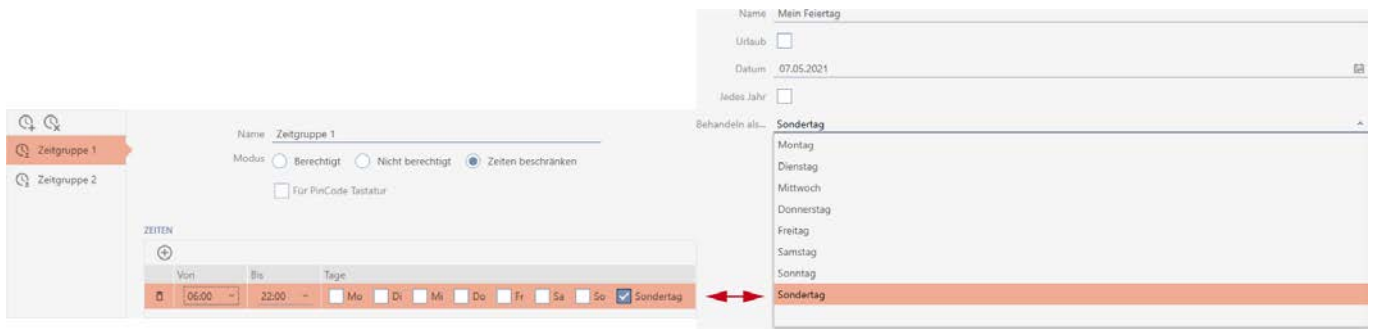 Name Mein Feiertag
Urlaub
Datum 07.05.2021
Jedes Jahr
Behandeln als... Sondertag
Montag
Dienstag
Mittwoch
Donnerstag
Freitag
Samstag
Sonntag
Sondertag
Zeitgruppe 1
Zeitgruppe 2
Name Zeitgruppe 1
Modus Berechtigt Nicht berechtigt Zeiten beschränken
Für PinCode Tastatur
ZEITEN
Von Bis Tage
06:00 22:00 Mo Di Mi Do Fr Sa So Sondertag